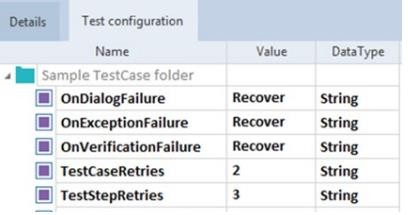 Details Test configuration
Name Value DataType
Sample TestCase folder
OnDialogFailure Recover String
OnExceptionFailure Recover String
OnVerificationFailure Recover String
TestCaseRetries 2 String
TestStepRetries 3 String